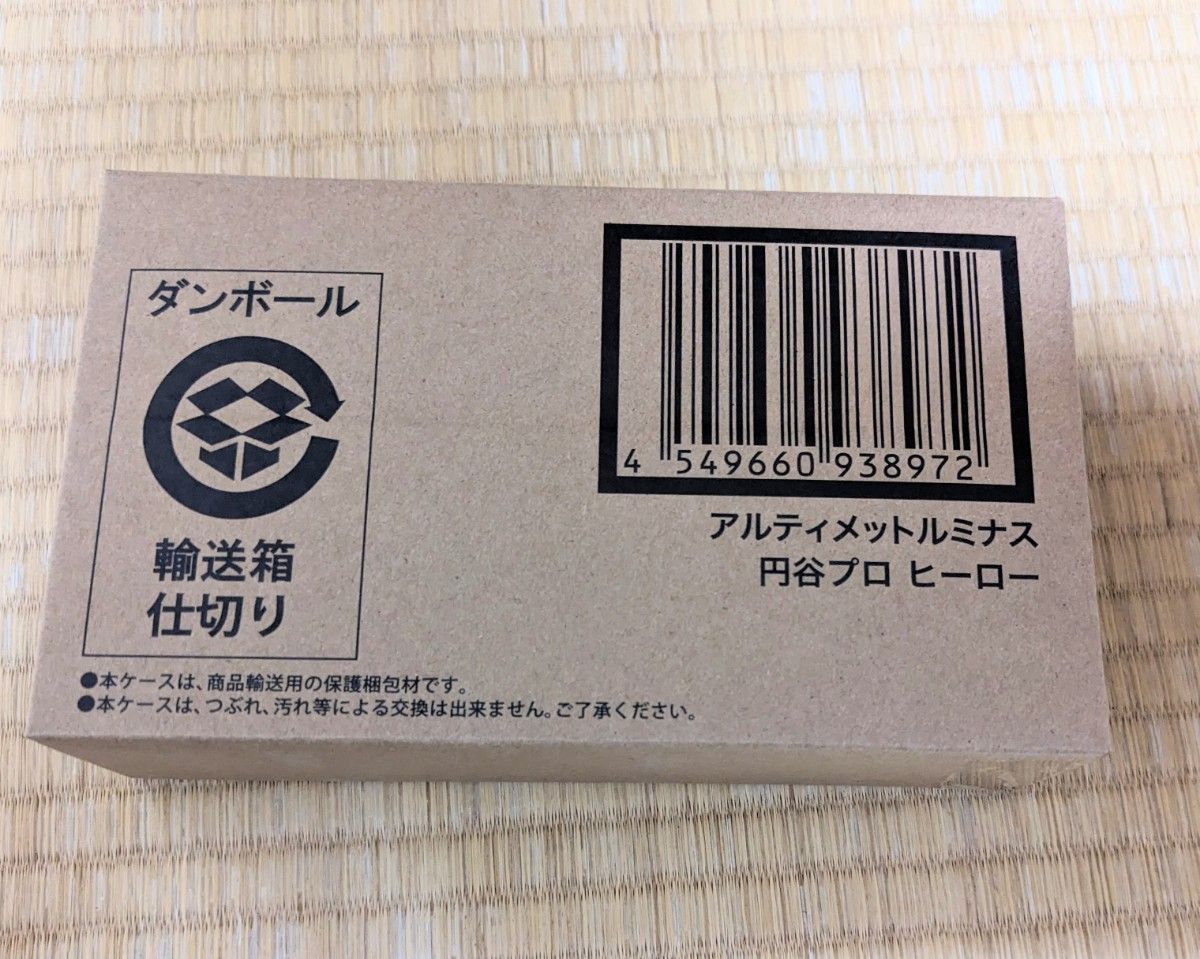 ダンボール
輸送箱
仕切り
4 549660 938972
アルティメットルミナス
円谷プロ ヒーロー
●本ケースは、商品輸送用の保護梱包材です。
●本ケースは、つぶれ、汚れ等による交換は出来ません。ご了承ください。